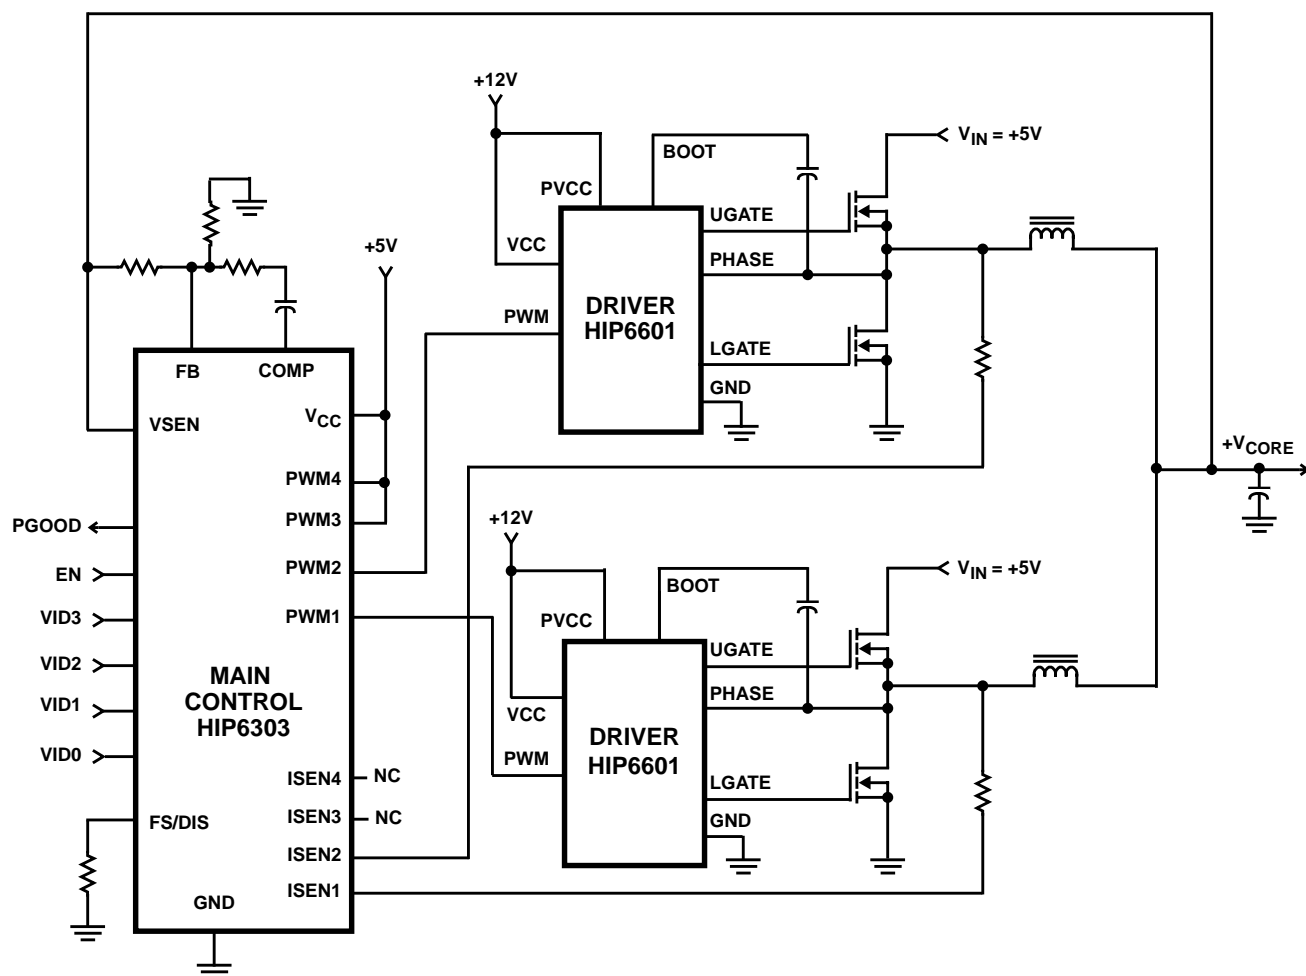 +12V
V_IN = +5V
BOOT
PVCC
UGATE
+5V
VCC
PHASE
DRIVER
HIP6601
PWM
LGATE
FB
COMP
GND
V_CC
VSEN
+V_CORE
PWM4
+12V
PWM3
PGOOD
PWM2
V_IN = +5V
EN
BOOT
VID3
PWM1
PVCC
UGATE
VID2
MAIN
CONTROL
HIP6303
PHASE
VID1
VCC
DRIVER
HIP6601
VID0
PWM
ISEN4
NC
LGATE
FS/DIS
ISEN3
NC
GND
ISEN2
ISEN1
GND